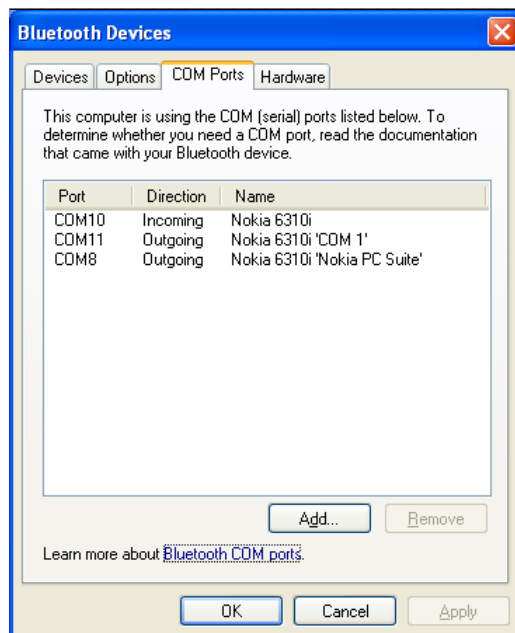 Bluetooth Devices
Devices Options COM Ports Hardware
This computer is using the COM (serial) ports listed below. To
determine whether you need a COM port, read the documentation
that came with your Bluetooth device.
Port Direction Name
COM10 Incoming Nokia 6310i
COM11 Outgoing Nokia 6310i 'COM 1'
COM8 Outgoing Nokia 6310i 'Nokia PC Suite'
Add... Remove
Learn more about Bluetooth COM ports.
OK Cancel Apply